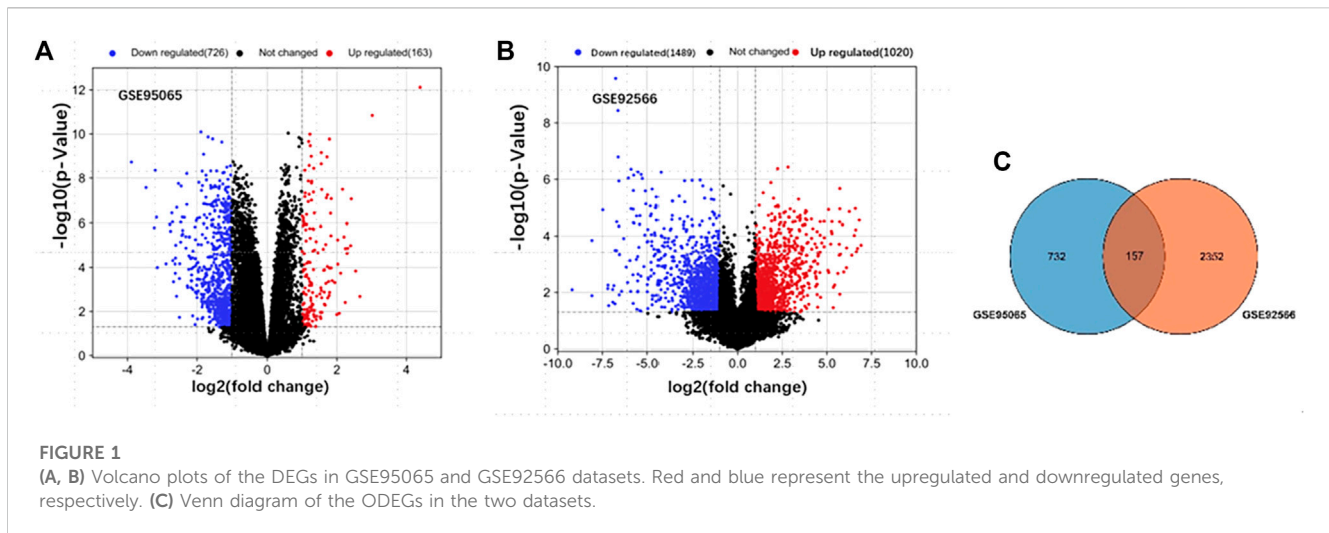 A
Down regulated(726) Not changed Up regulated(163)
GSE95065
-log10(p-Value)
12
10
8
6
4
2
0
-4 -2 0 2 4
log2(fold change)
B
Down regulated(1489) Not changed Up regulated(1020)
GSE92566
-log10(p-Value)
10
8
6
4
2
0
-10.0 -7.5 -5.0 -2.5 0.0 2.5 5.0 7.5 10.0
log2(fold change)
C
732 157 2352
GSE95065 GSE92566
FIGURE 1
(A, B) Volcano plots of the DEGs in GSE95065 and GSE92566 datasets. Red and blue represent the upregulated and downregulated genes,
respectively. (C) Venn diagram of the ODEGs in the two datasets.